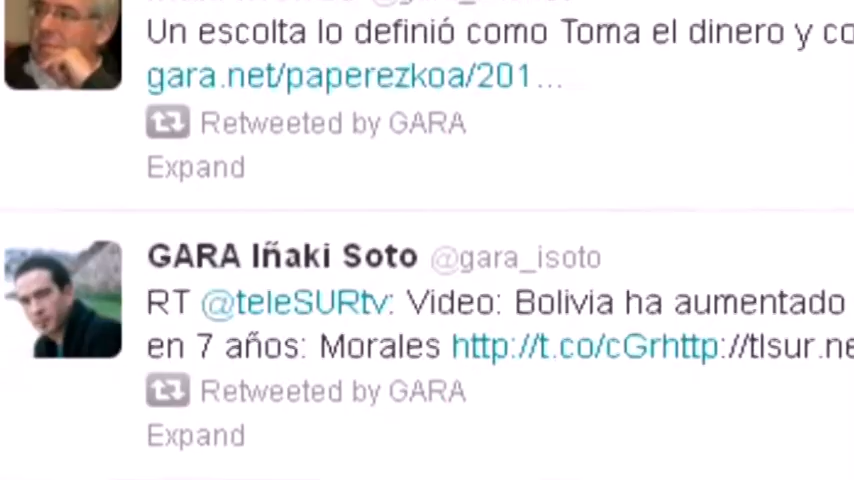 Un escolta lo definió como Toma el dinero y
gara.net/paperezkoa/201...
Retweeted by GARA
Expand
GARA Iñaki Soto @gara_isoto
RT @teleSURtv: Video: Bolivia ha aumentado
en 7 años: Morales http://t.co/cGrhttp://tlsur.ne
Retweeted by GARA
Expand